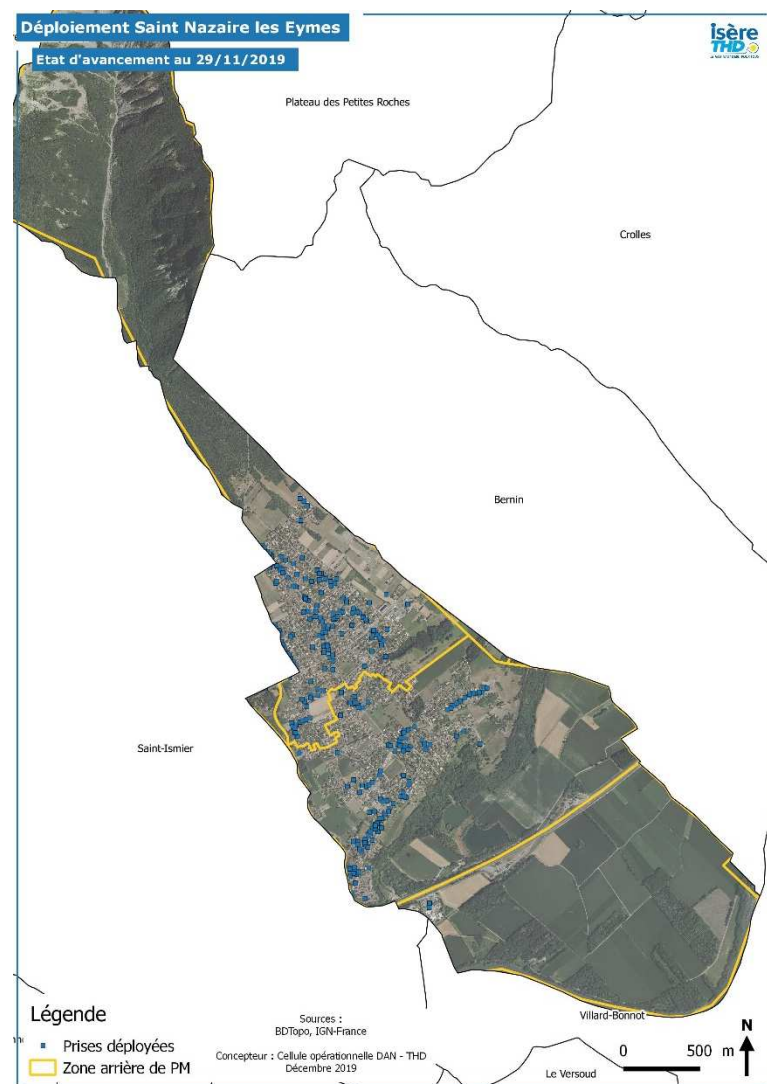 Déploiement Saint Nazaire les Eymes
Etat d'avancement au 29/11/2019
isère
THD
Plateau des Petites Roches
Crolles
Bernin
Saint-Ismier
Villard-Bonnot
Le Versoud
Légende
Prises déployées
Zone arrière de PM
Sources :
BDTopo, IGN-France
Concepteur : Cellule opérationnelle DAN - THD
Décembre 2019
N
0 500 m